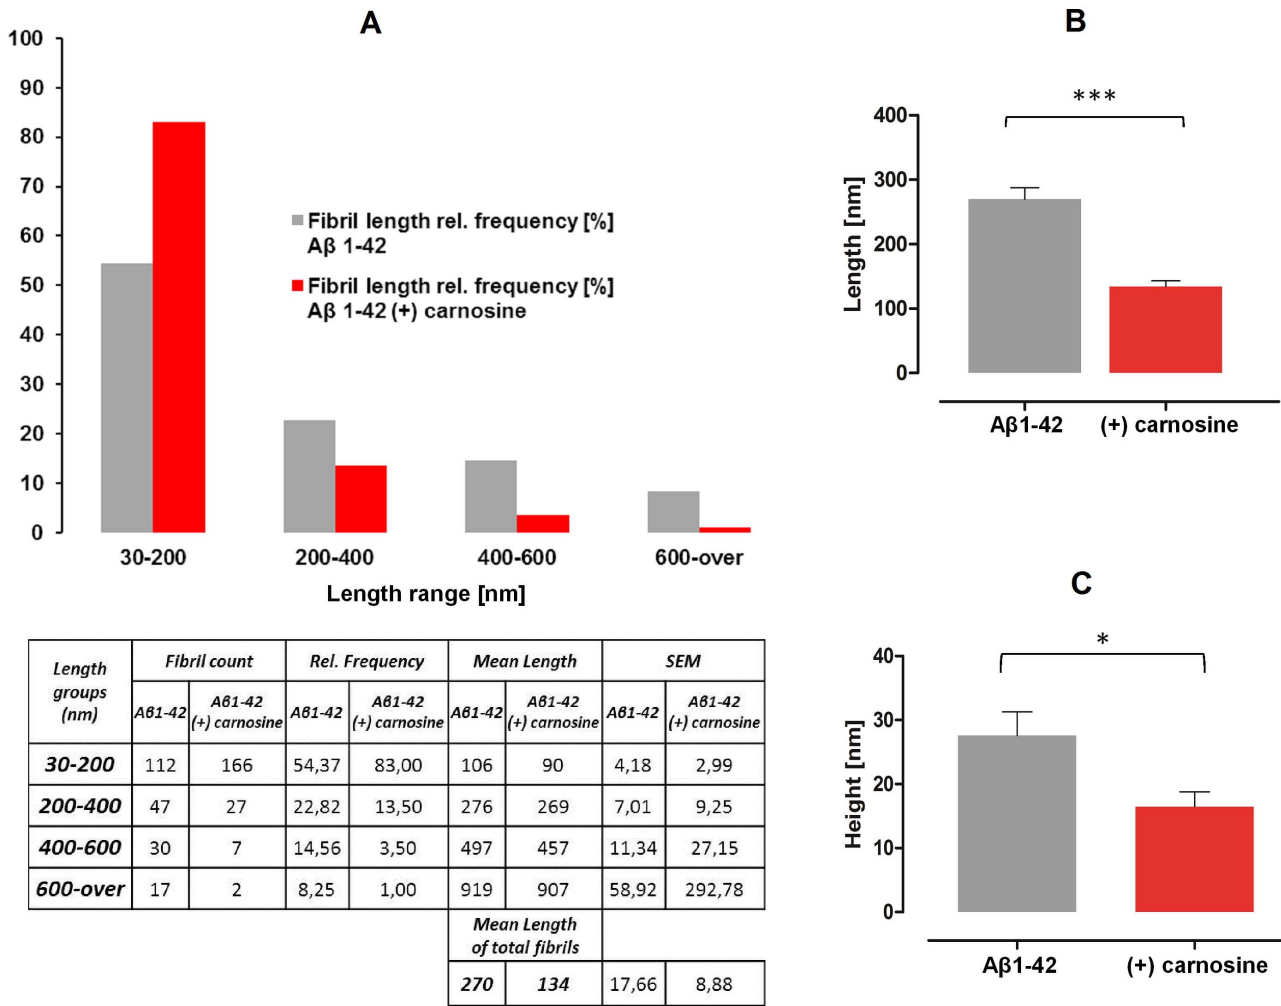 A
100
90
80
70
60
50
40
30
20
10
0
Fibril length rel. frequency [%]
Aβ 1-42
Fibril length rel. frequency [%]
Aβ 1-42 (+) carnosine
30-200 200-400 400-600 600-over
Length range [nm]
Length groups (nm) Fibril count Rel. Frequency Mean Length SEM
Aβ1-42 Aβ1-42 (+) carnosine Aβ1-42 Aβ1-42 (+) carnosine Aβ1-42 Aβ1-42 (+) carnosine Aβ1-42 Aβ1-42 (+) carnosine
30-200 112 166 54,37 83,00 106 90 4,18 2,99
200-400 47 27 22,82 13,50 276 269 7,01 9,25
400-600 30 7 14,56 3,50 497 457 11,34 27,15
600-over 17 2 8,25 1,00 919 907 58,92 292,78
Mean Length
of total fibrils
270 134 17,66 8,88
B
***
400
300
200
100
0
Length [nm]
Aβ1-42 (+) carnosine
C
*
40
30
20
10
0
Height [nm]
Aβ1-42 (+) carnosine